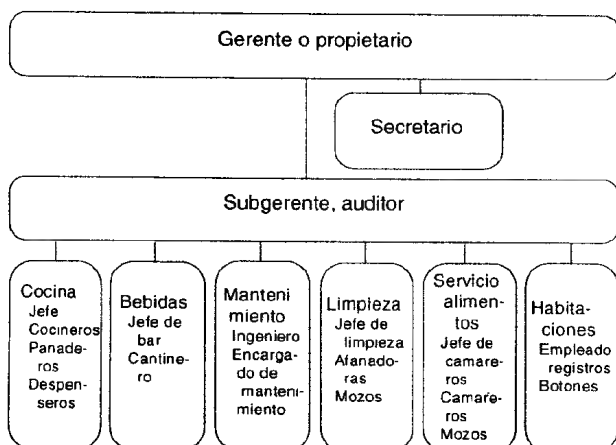 Gerente o propietario
Secretario
Subgerente, auditor
Cocina
Jefe
Cocineros
Panade-
ros
Despen-
seros
Bebidas
Jefe de
bar
Cantine-
ro
Manteni
miento
Ingeniero
Encarga
do de
manteni-
miento
Limpieza
Jefe de
limpieza
Afanado-
ras
Mozos
Servicio
alimen-
tos
Jefe de
camare-
ros
Camare-
ros
Mozos
Habita-
ciones
Empleado
registros
Botones